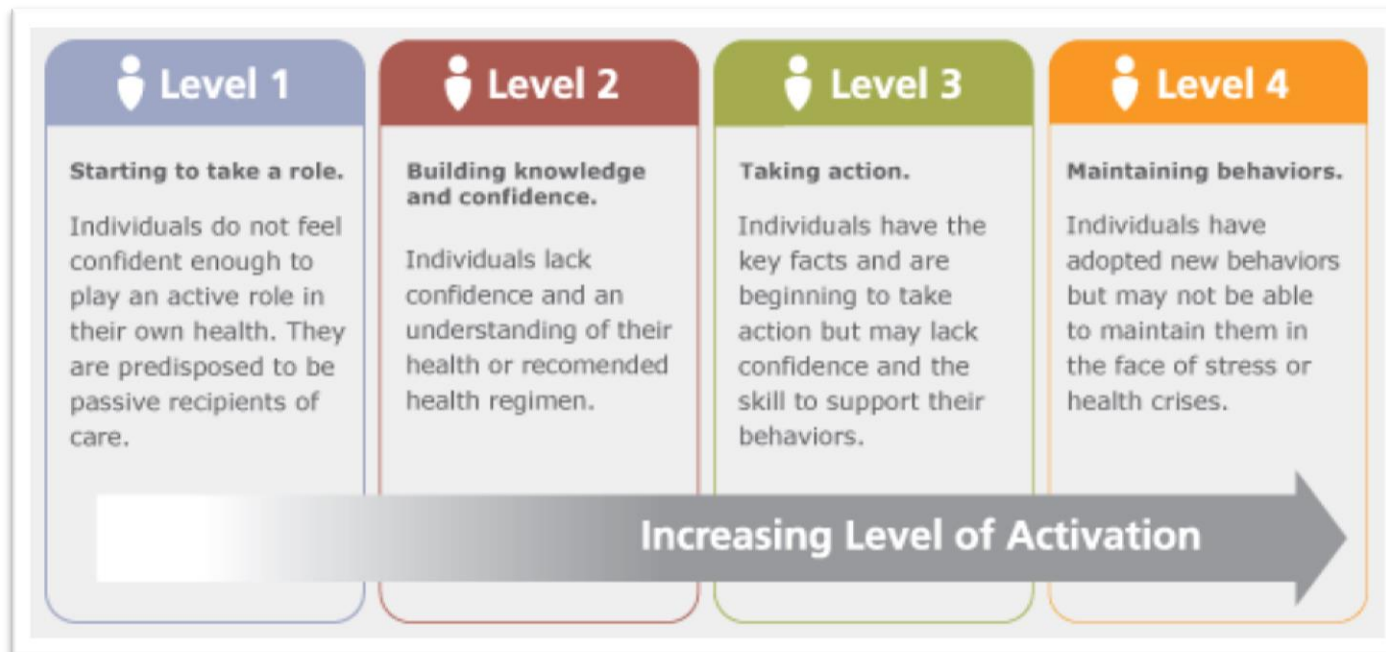 Level 1
Starting to take a role.
Individuals do not feel
confident enough to
play an active role in
their own health. They
are predisposed to be
passive recipients of
care.
Level 2
Building knowledge
and confidence.
Individuals lack
confidence and an
understanding of their
health or recomended
health regimen.
Level 3
Taking action.
Individuals have the
key facts and are
beginning to take
action but may lack
confidence and the
skill to support their
behaviors.
Level 4
Maintaining behaviors.
Individuals have
adopted new behaviors
but may not be able
to maintain them in
the face of stress or
health crises.
Increasing Level of Activation